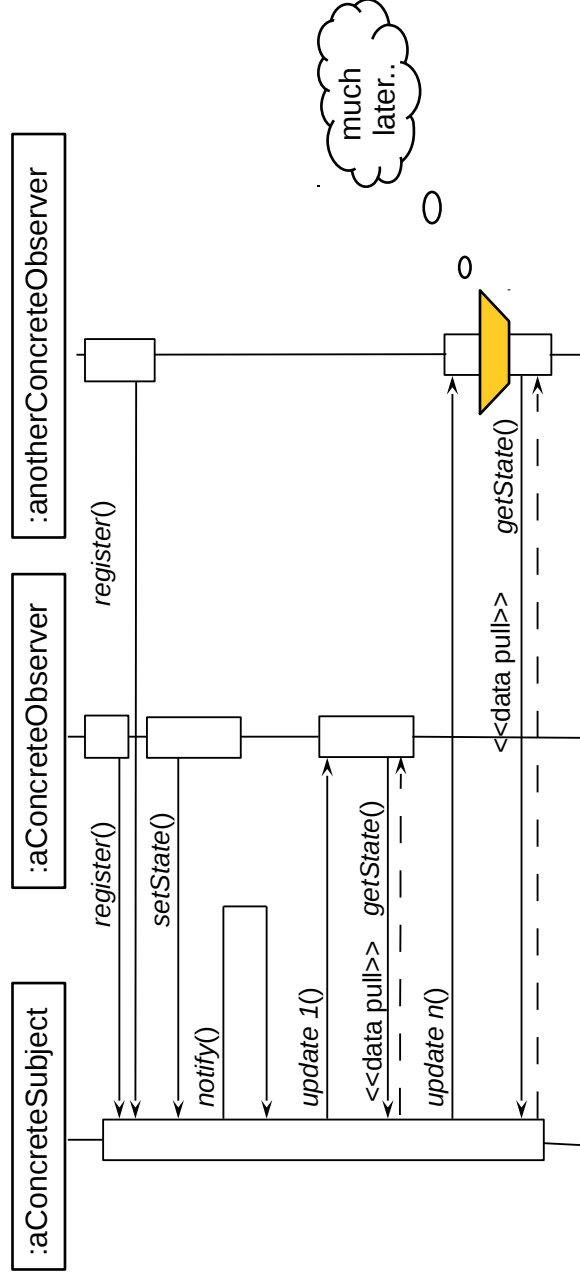 :aConcreteSubject
:aConcreteObserver
:anotherConcreteObserver
register()
register()
setState()
notify()
update 1()
<<data pull>>
getState()
update n()
<<data pull>>
getState()
much
later..